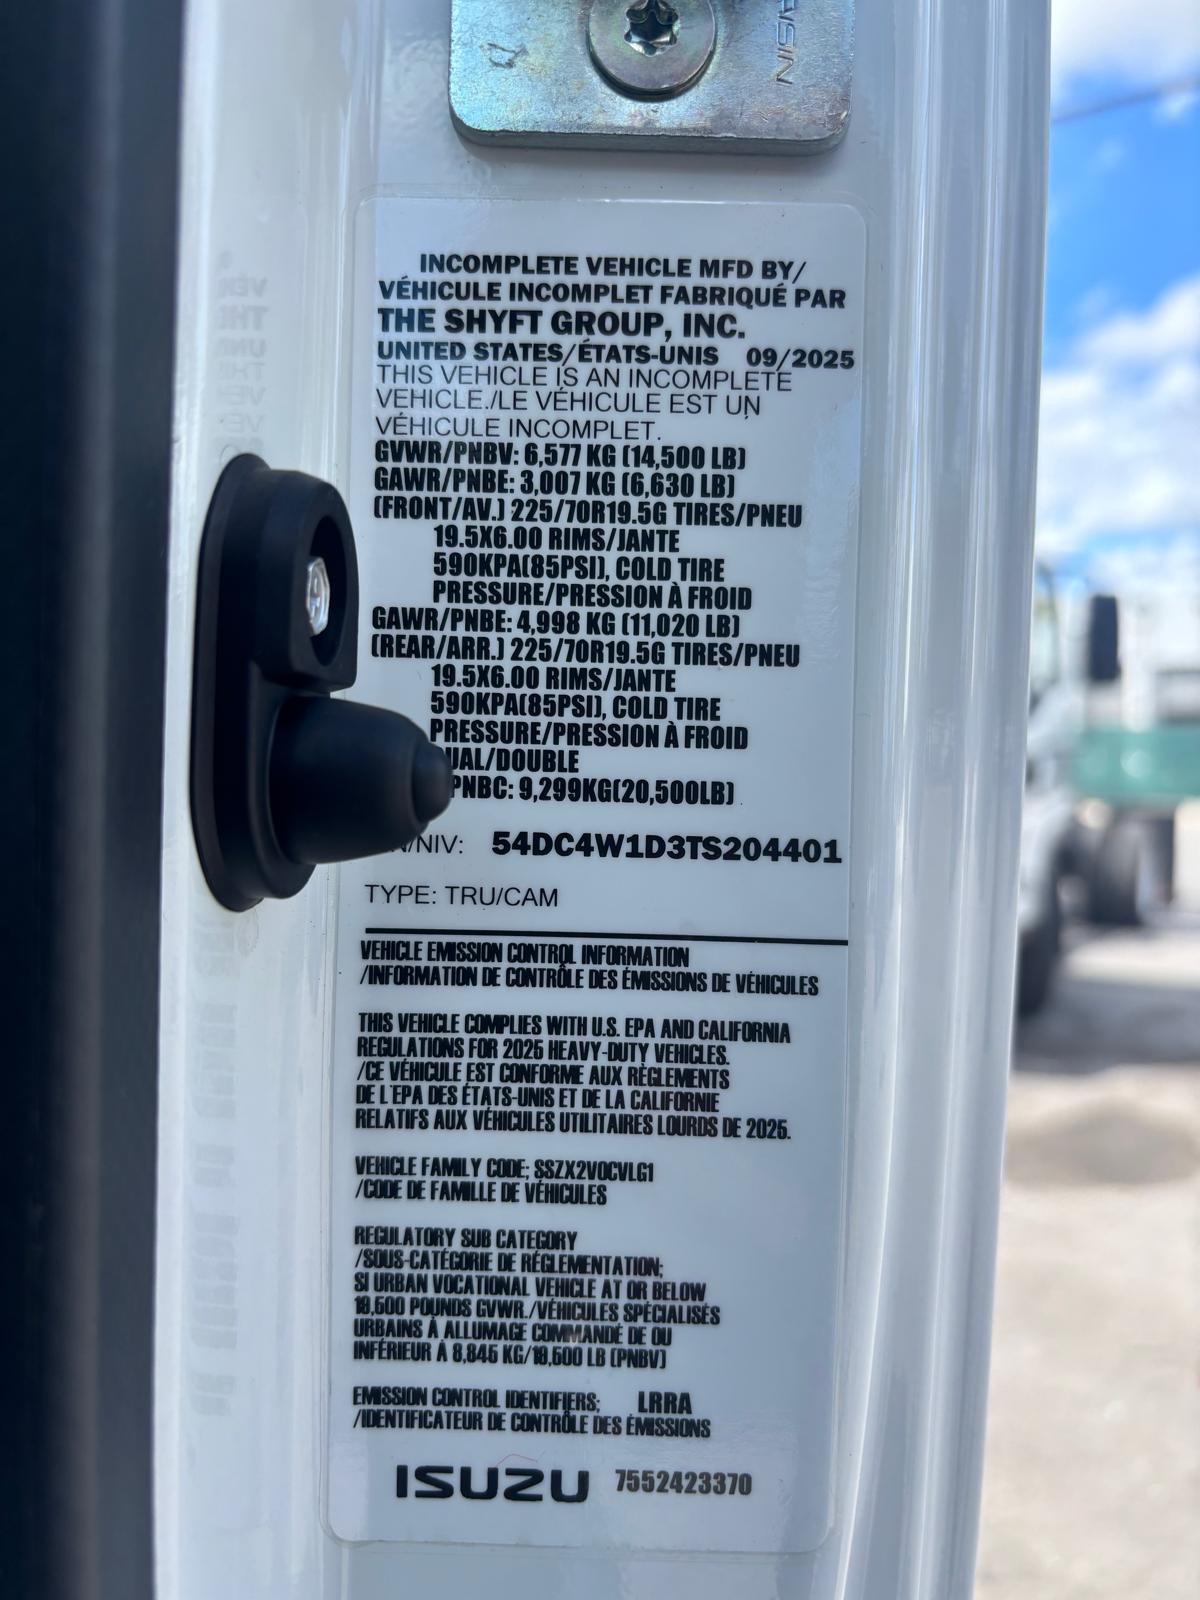 NISA
INCOMPLETE VEHICLE MFD BY/
VÉHICULE INCOMPLET FABRIQUÉ PAR
THE SHYFT GROUP, INC.
UNITED STATES/ÉTATS-UNIS 09/2025
THIS VEHICLE IS AN INCOMPLETE
VEHICLE./LE VÉHICULE EST UN
VÉHICULE INCOMPLET.
GVWR/PNBV: 6,577 KG (14,500 LB)
GAWR/PNBE: 3,007 KG (6,630 LB)
(FRONT/AV.) 225/70R19.5G TIRES/PNEU
19.5X6.00 RIMS/JANTE
590KPA(85PSI), COLD TIRE
PRESSURE/PRESSION À FROID
GAWR/PNBE: 4,998 KG (11,020 LB)
(REAR/ARR.) 225/70R19.5G TIRES/PNEU
19.5X6.00 RIMS/JANTE
590KPA(85PSI), COLD TIRE
PRESSURE/PRESSION À FROID
UAL/DOUBLE
PNBC: 9,299KG(20,500LB)
N/NIV: 54DC4W1D3TS204401
TYPE: TRU/CAM
VEHICLE EMISSION CONTROL INFORMATION
/INFORMATION DE CONTRÔLE DES ÉMISSIONS DE VÉHICULES
THIS VEHICLE COMPLIES WITH U.S. EPA AND CALIFORNIA
REGULATIONS FOR 2025 HEAVY-DUTY VEHICLES.
/CE VÉHICULE EST CONFORME AUX RÈGLEMENTS
DE L'EPA DES ÉTATS-UNIS ET DE LA CALIFORNIE
RELATIFS AUX VÉHICULES UTILITAIRES LOURDS DE 2025.
VEHICLE FAMILY CODE; SSZX2VOCVLG1
/CODE DE FAMILLE DE VÉHICULES
REGULATORY SUB CATEGORY
/SOUS-CATÉGORIE DE RÉGLEMENTATION;
SI URBAN VOCATIONAL VEHICLE AT OR BELOW
19,500 POUNDS GVWR./VÉHICULES SPÉCIALISÉS
URBAINS À ALLUMAGE COMMANDÉ DE OU
INFÉRIEUR À 8,845 KG/19,500 LB (PNBV)
EMISSION CONTROL IDENTIFIERS; LRRA
/IDENTIFICATEUR DE CONTRÔLE DES ÉMISSIONS
ISUZU 7552423370